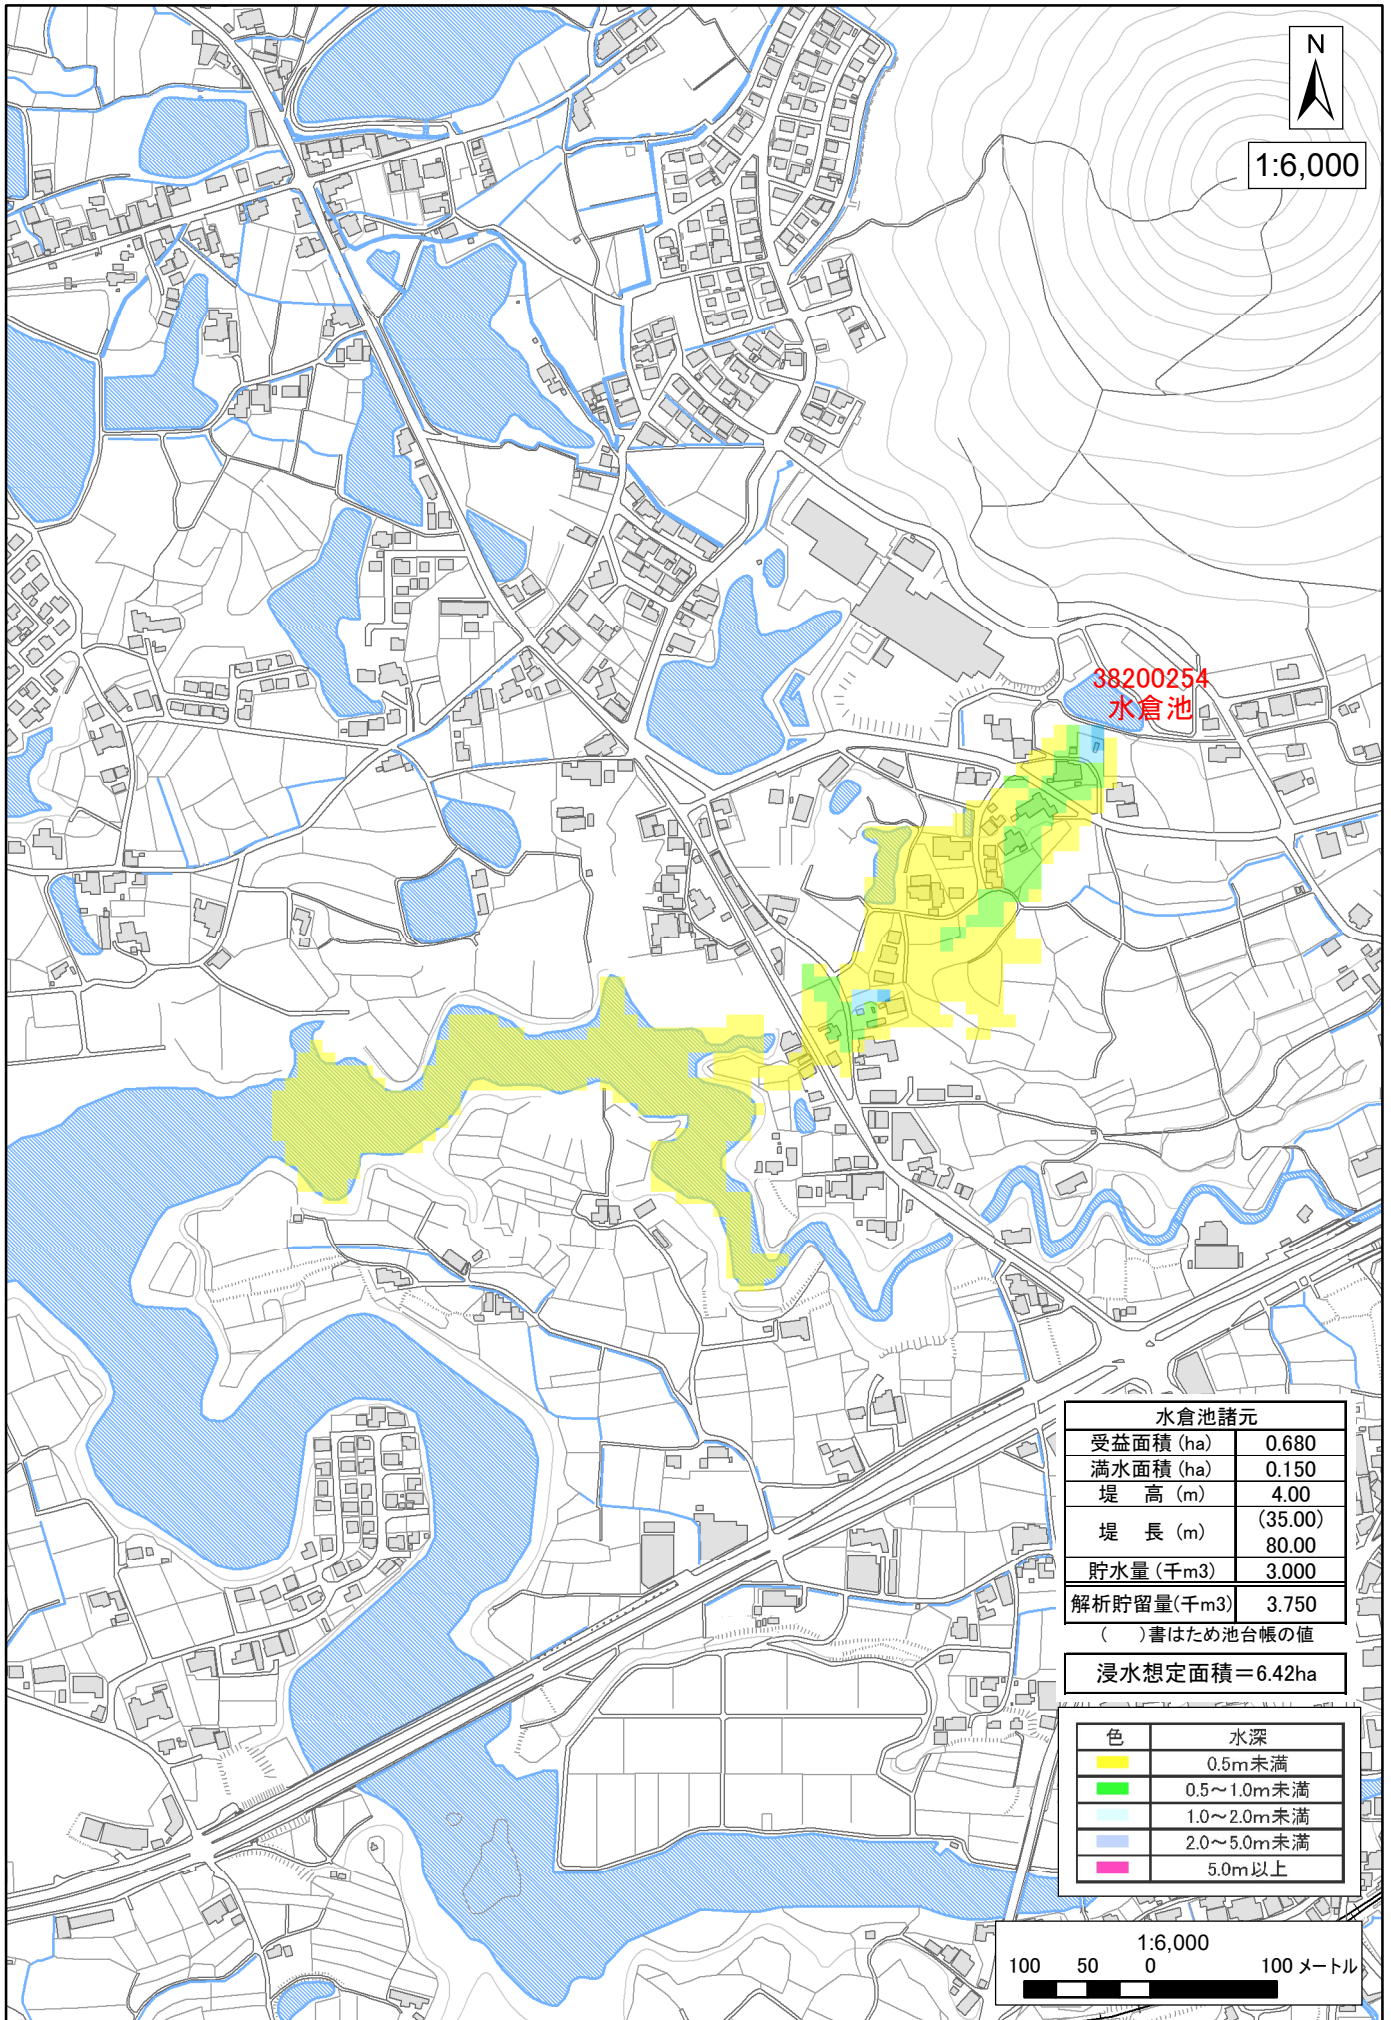 N
1:6,000
38200254
水倉池
水倉池諸元
受益面積(ha) 0.680
満水面積(ha) 0.150
堤 高 (m) 4.00
堤 長 (m) (35.00)
80.00
貯水量(千m3) 3.000
解析貯留量(千m3) 3.750
( )書はため池台帳の値
浸水想定面積=6.42ha
色 水深
0.5m未満
0.5～1.0m未満
1.0～2.0m未満
2.0～5.0m未満
5.0m以上
1:6,000
100 50 0 100 メートル